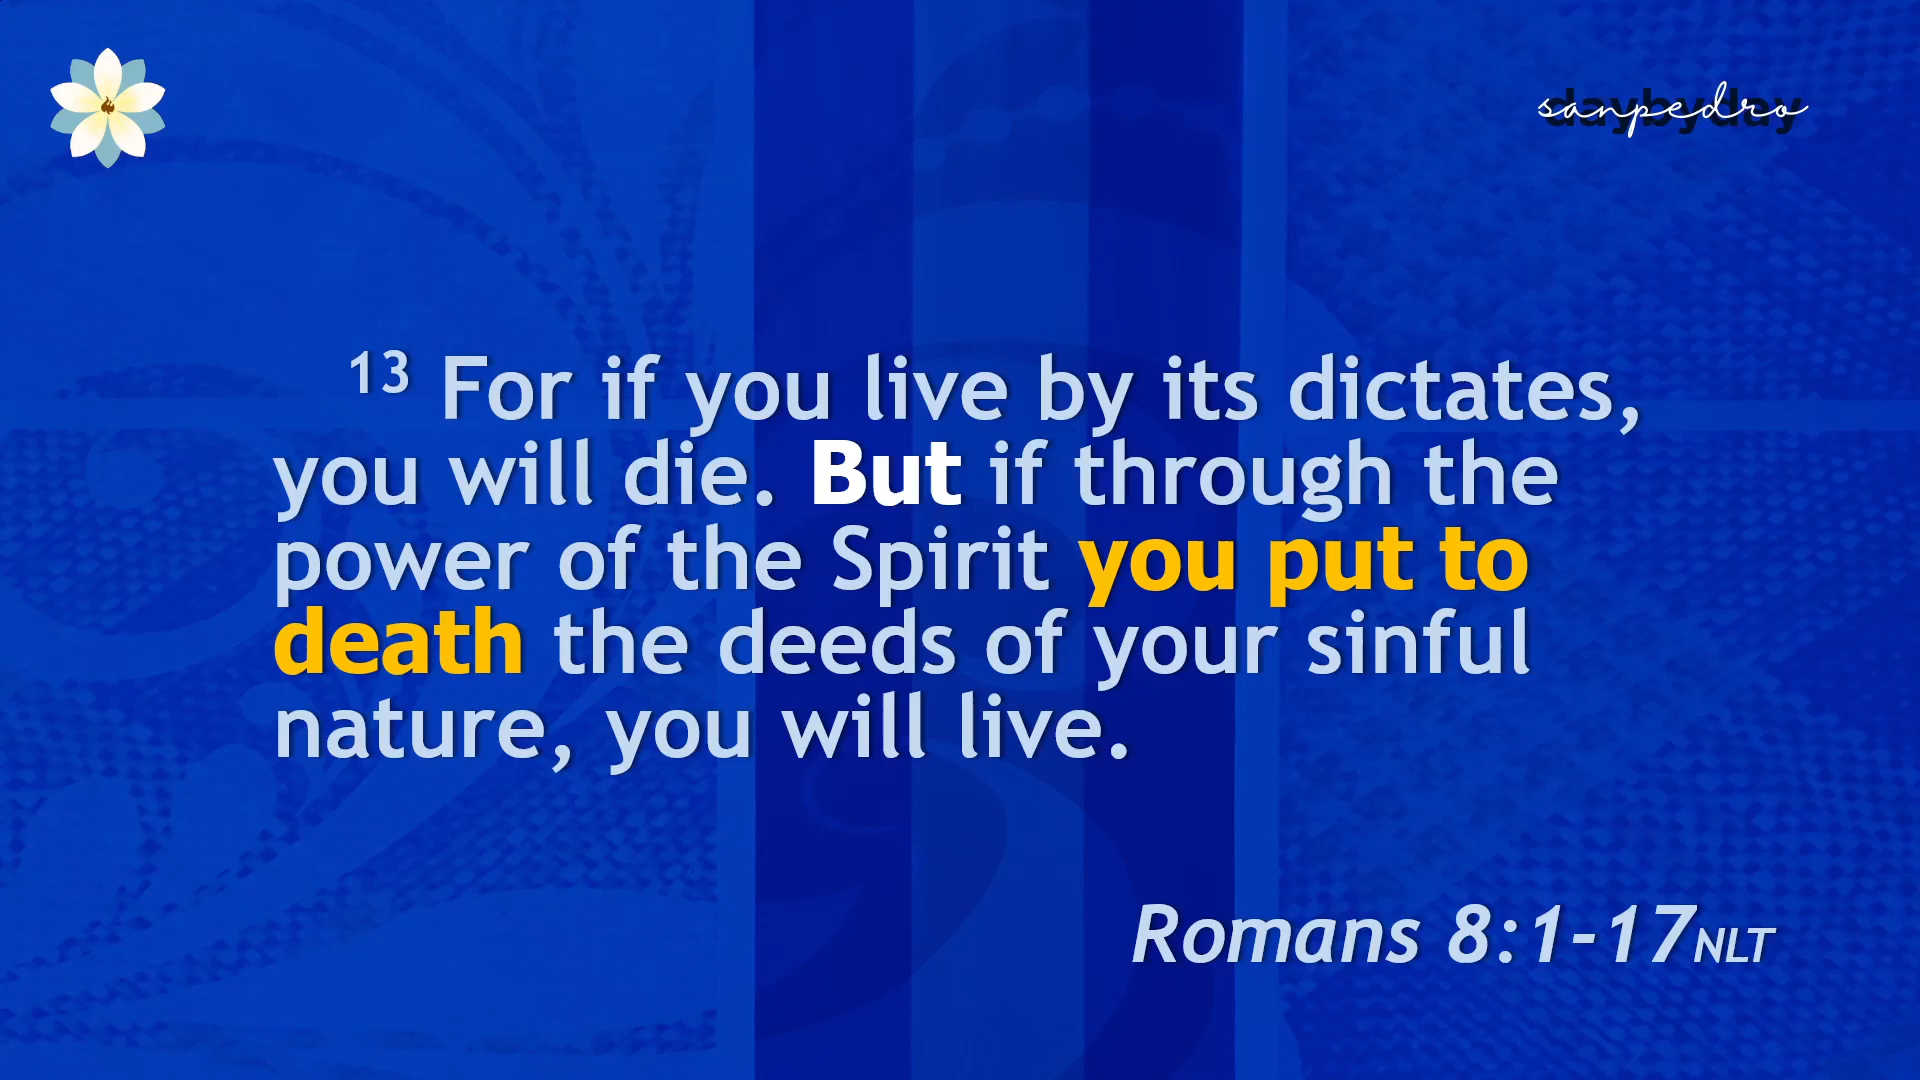 daybyday
sanpedro
13 For if you live by its dictates,
you will die. But if through the
power of the Spirit you put to
death the deeds of your sinful
nature, you will live.
Romans 8:1-17NLT